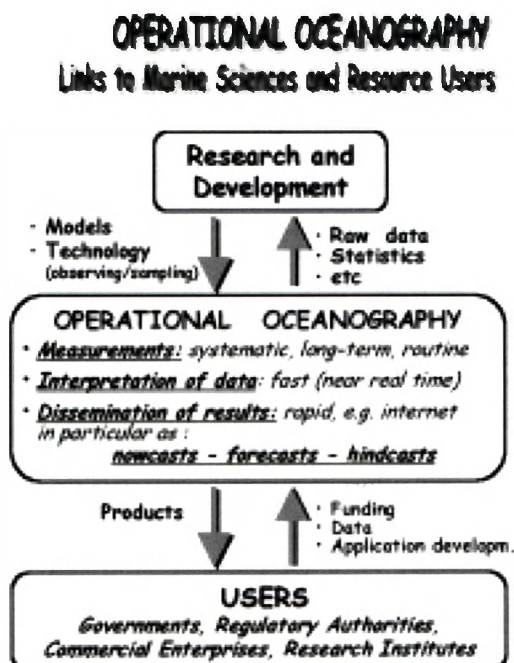 OPERATIONAL OCEANOGRAPHY
Links to Marine Sciences and Resource Users
Research and
Development
· Models
· Technology
(observing/sampling)
· Raw data
· Statistics
· etc
OPERATIONAL OCEANOGRAPHY
· Measurements: systematic, long-term, routine
· Interpretation of data: fast (near real time)
· Dissemination of results: rapid, e.g. internet
in particular as :
nowcasts - forecasts - hindcasts
Products
· Funding
· Data
· Application developm.
USERS
Governments, Regulatory Authorities,
Commercial Enterprises, Research Institutes